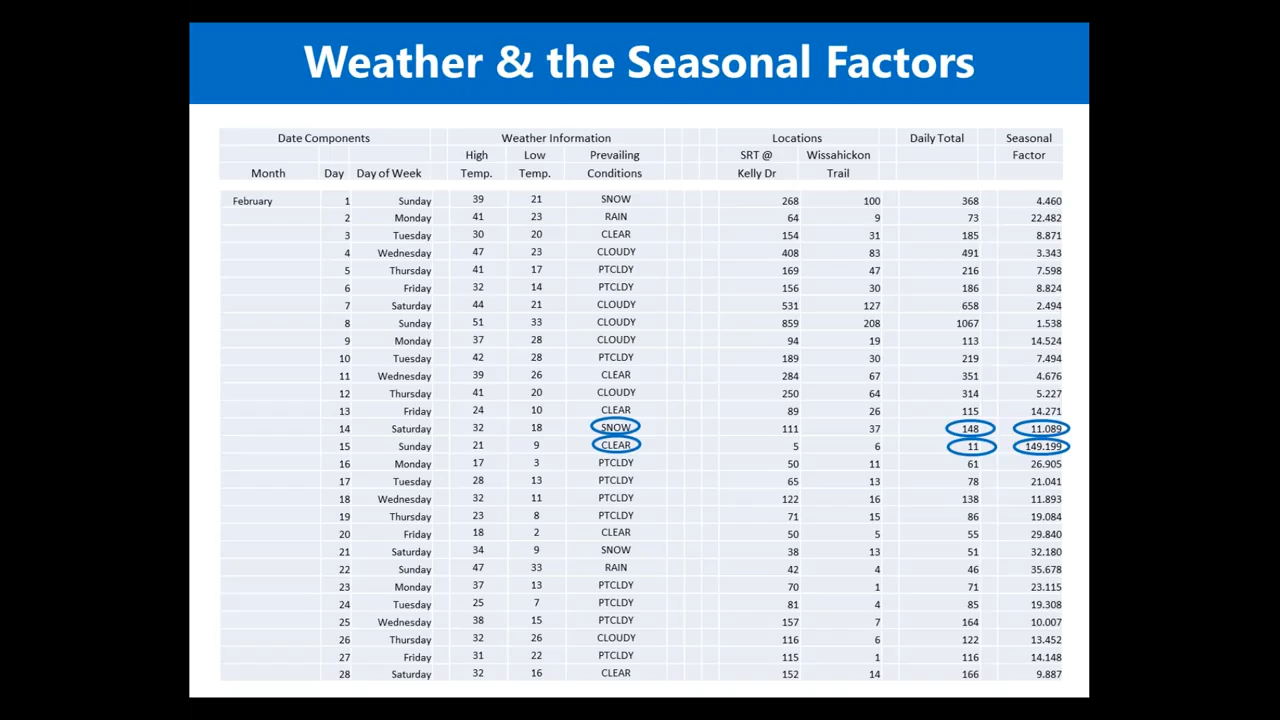 Weather & the Seasonal Factors
Date Components Weather Information Locations Daily Total Seasonal
High Low Prevailing SRT @ Wissahickon Factor
Month Day Day of Week Temp. Temp. Conditions Kelly Dr Trail
February 1 Sunday 39 21 SNOW 268 100 368 4.460
2 Monday 41 23 RAIN 64 9 73 22.482
3 Tuesday 30 20 CLEAR 154 31 185 8.871
4 Wednesday 47 23 CLOUDY 408 83 491 3.343
5 Thursday 41 17 PTCLDY 169 47 216 7.598
6 Friday 32 14 PTCLDY 156 30 186 8.824
7 Saturday 44 21 CLOUDY 531 127 658 2.494
8 Sunday 51 33 CLOUDY 859 208 1067 1.538
9 Monday 37 28 CLOUDY 94 19 113 14.524
10 Tuesday 42 28 PTCLDY 189 30 219 7.494
11 Wednesday 39 26 CLEAR 284 67 351 4.676
12 Thursday 41 20 CLOUDY 250 64 314 5.227
13 Friday 24 10 CLEAR 89 26 115 14.271
14 Saturday 32 18 SNOW 111 37 148 11.089
15 Sunday 21 9 CLEAR 5 6 11 149.199
16 Monday 17 3 PTCLDY 50 11 61 26.905
17 Tuesday 28 13 PTCLDY 65 13 78 21.041
18 Wednesday 32 11 PTCLDY 122 16 138 11.893
19 Thursday 23 8 PTCLDY 71 15 86 19.084
20 Friday 18 2 CLEAR 50 5 55 29.840
21 Saturday 34 9 SNOW 38 13 51 32.180
22 Sunday 47 33 RAIN 42 4 46 35.678
23 Monday 37 13 PTCLDY 70 1 71 23.115
24 Tuesday 25 7 PTCLDY 81 4 85 19.308
25 Wednesday 38 15 PTCLDY 157 7 164 10.007
26 Thursday 32 26 CLOUDY 116 6 122 13.452
27 Friday 31 22 PTCLDY 115 1 116 14.148
28 Saturday 32 16 CLEAR 152 14 166 9.887